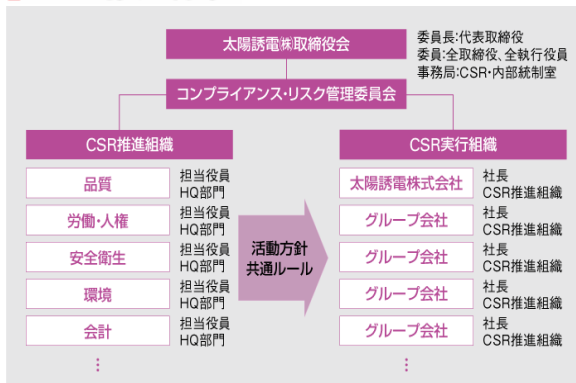 太陽誘電㈱取締役会
委員長:代表取締役
委員:全取締役、全執行役員
事務局:CSR・内部統制室
コンプライアンス・リスク管理委員会
CSR推進組織
品質
担当役員
HQ部門
労働・人権
担当役員
HQ部門
安全衛生
担当役員
HQ部門
環境
担当役員
HQ部門
会計
担当役員
HQ部門
⋮
活動方針
共通ルール
CSR実行組織
太陽誘電株式会社
社長
CSR推進組織
グループ会社
社長
CSR推進組織
グループ会社
社長
CSR推進組織
グループ会社
社長
CSR推進組織
グループ会社
社長
CSR推進組織
⋮